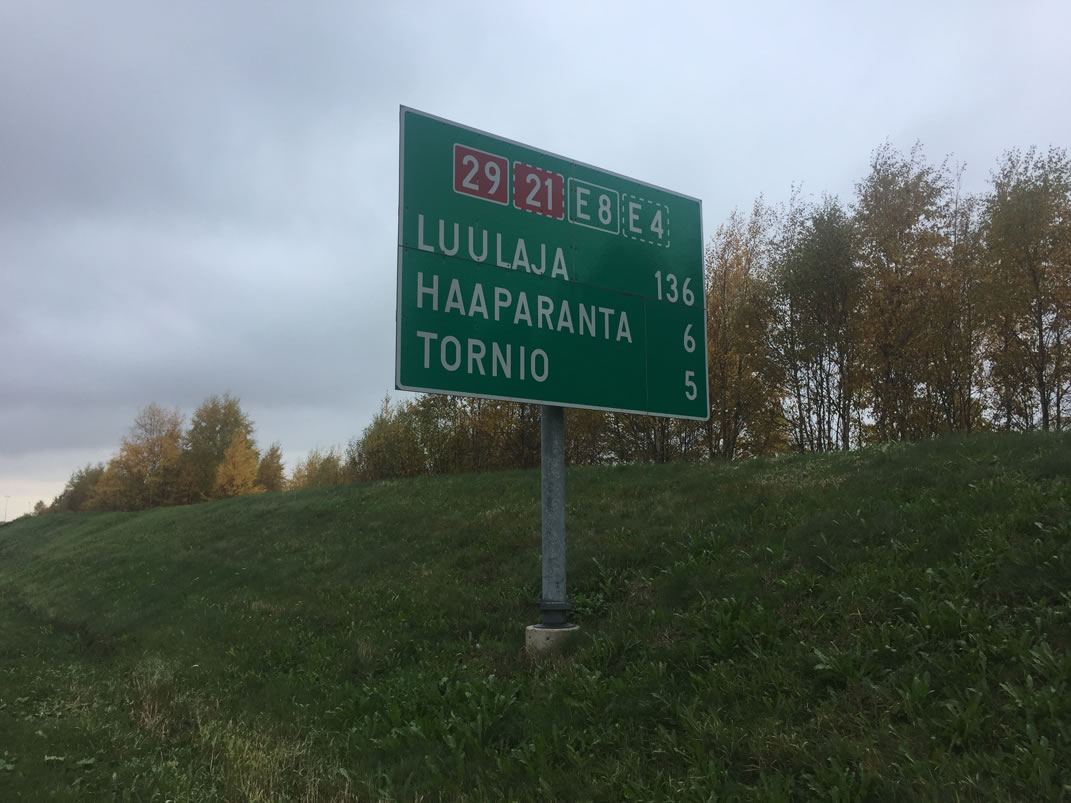 29 21 E8 E4
LUULAJA 136
HAAPARANTA 6
TORNIO 5